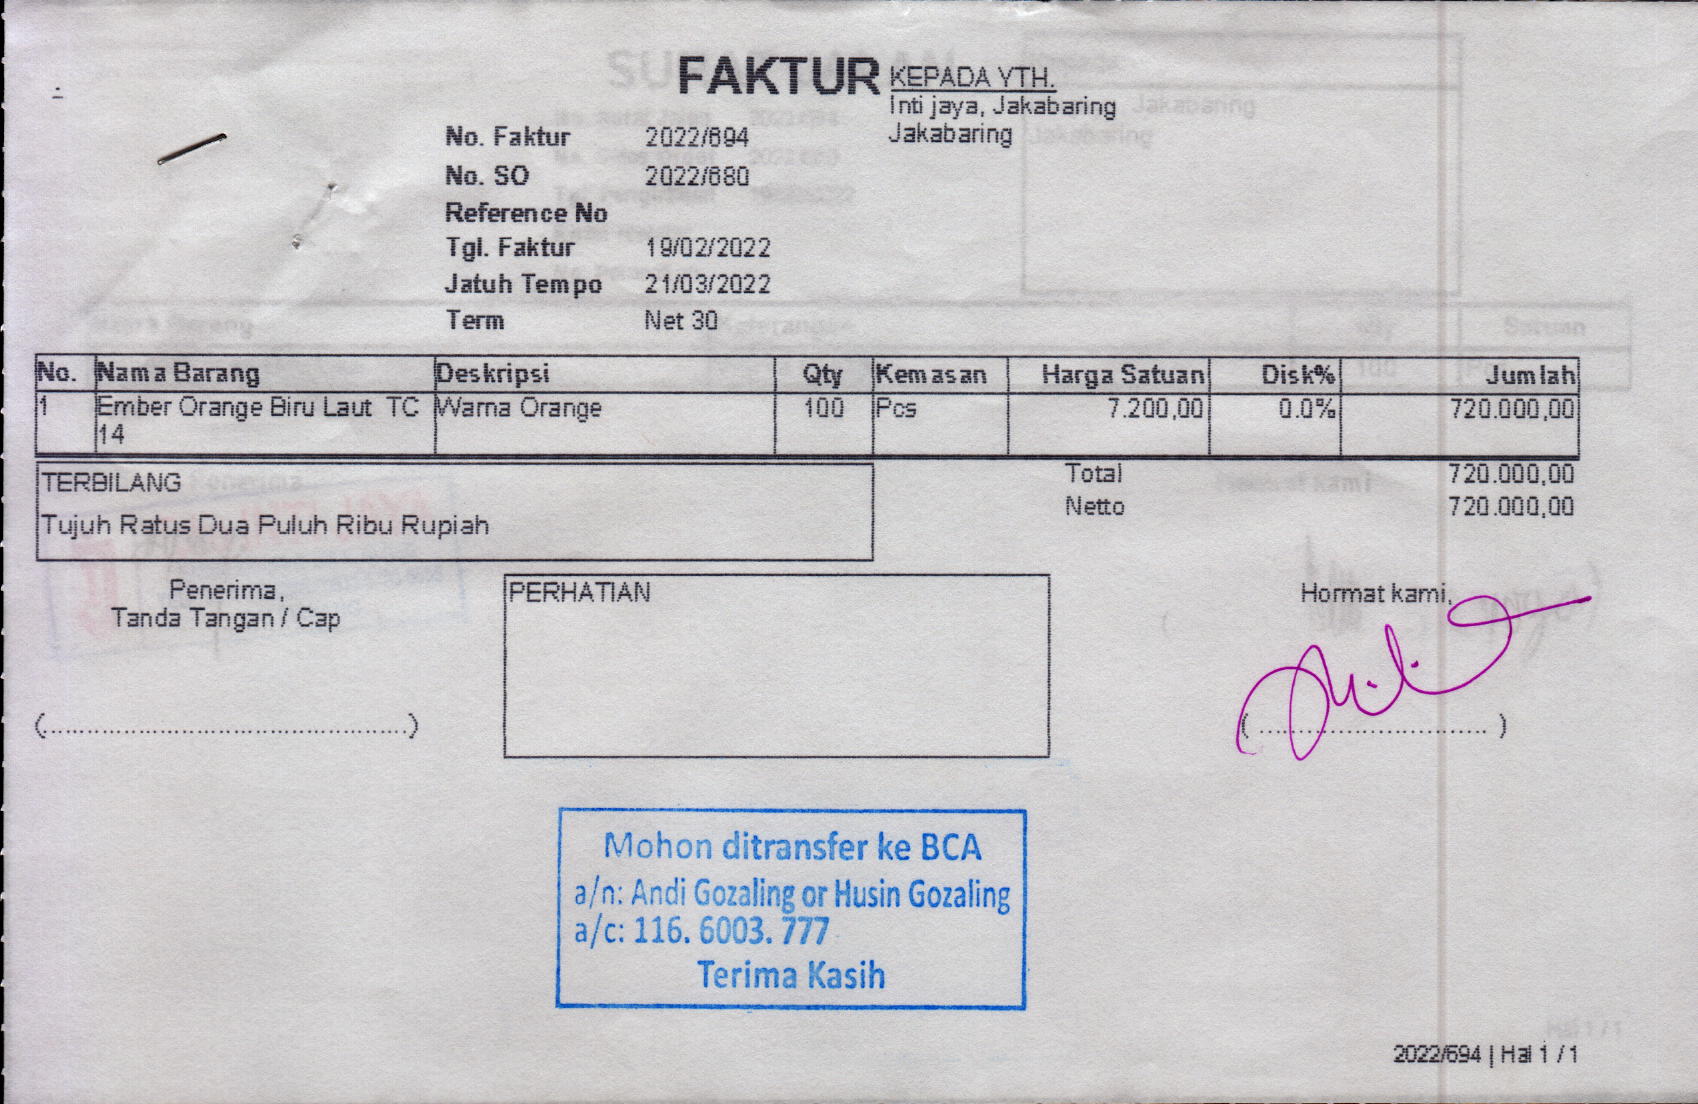 FAKTUR
KEPADA YTH.
Inti jaya, Jakabaring
Jakabaring
No. Faktur 2022/694
No. SO 2022/680
Reference No
Tgl. Faktur 19/02/2022
Jatuh Tempo 21/03/2022
Term Net 30
No. Nama Barang Deskripsi Qty Kemasan Harga Satuan Disk% Jumlah
1 Ember Orange Biru Laut TC Warna Orange 100 Pcs 7.200,00 0.0% 720.000,00
14
TERBILANG
Tujuh Ratus Dua Puluh Ribu Rupiah
Total 720.000,00
Netto 720.000,00
Penerima,
Tanda Tangan / Cap
(................................................)
PERHATIAN
Hormat kami,
( .............................. )
Mohon ditransfer ke BCA
a/n: Andi Gozaling or Husin Gozaling
a/c: 116. 6003. 777
Terima Kasih
2022/694 | Hal 1 / 1